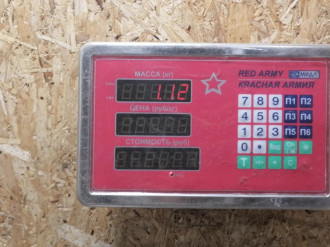 МАССА (кг)
1.12
ЦЕНА (руб/кг)
СТОИМОСТЬ (руб)
RED ARMY МИДЛ
КРАСНАЯ АРМИЯ
7 8 9 П1 П2
4 5 6 П3 П4
1 2 3 П5 П6
0
T